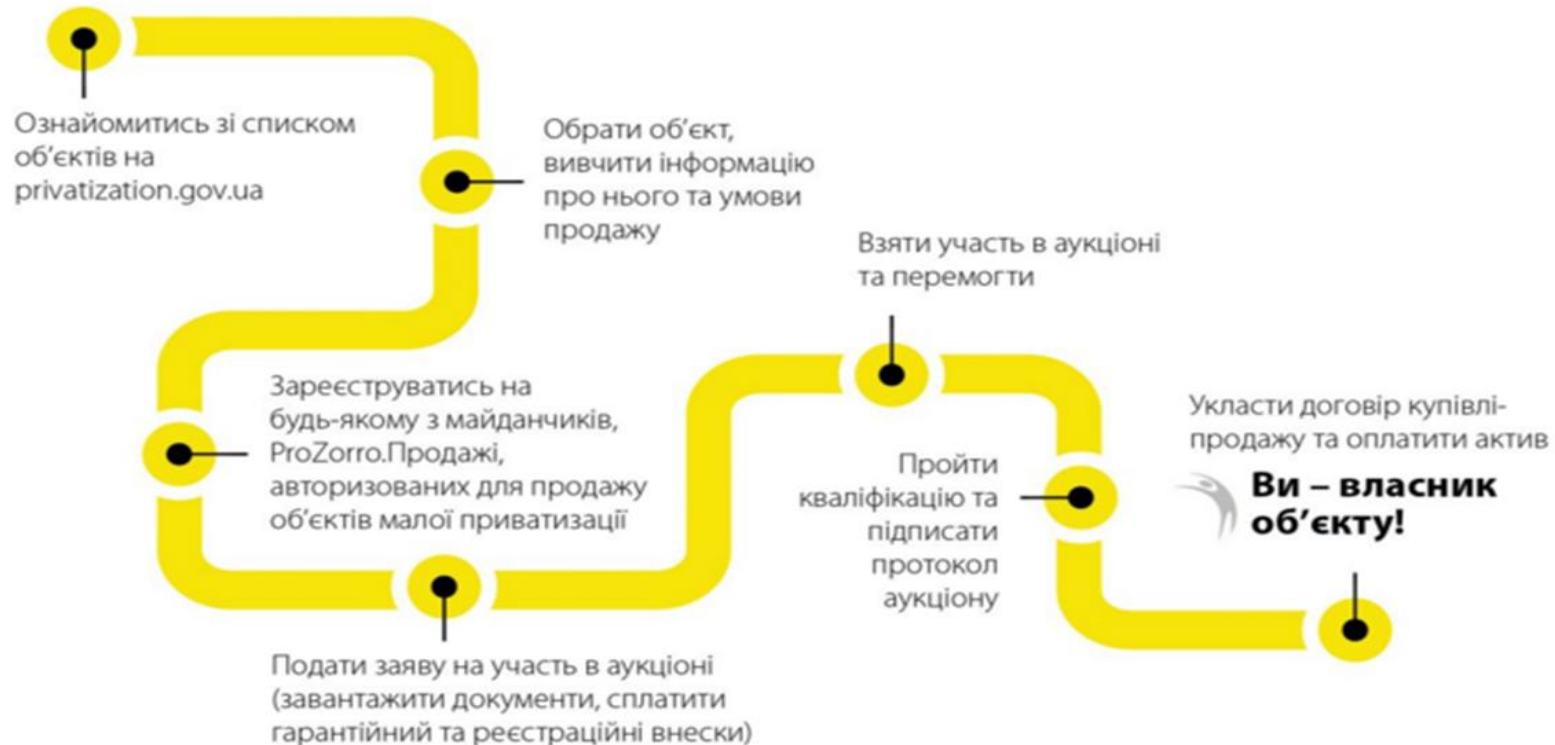 Ознайомитись зі списком
об’єктів на
privatization.gov.ua
Обрати об’єкт,
вивчити інформацію
про нього та умови
продажу
Зареєструватись на
будь-якому з майданчиків,
ProZorro.Продажі,
авторизованих для продажу
об’єктів малої приватизації
Подати заяву на участь в аукціоні
(завантажити документи, сплатити
гарантійний та реєстраційні внески)
Взяти участь в аукціоні
та перемогти
Пройти
кваліфікацію та
підписати
протокол
аукціону
Укласти договір купівлі-
продажу та оплатити актив
Ви – власник
об’єкту!